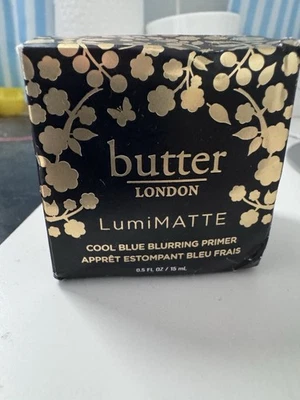 butter
LONDON
LumiMATTE
COOL BLUE BLURRING PRIMER
APPRÊT ESTOMPANT BLEU FRAIS
0.5 FL OZ / 15 mL